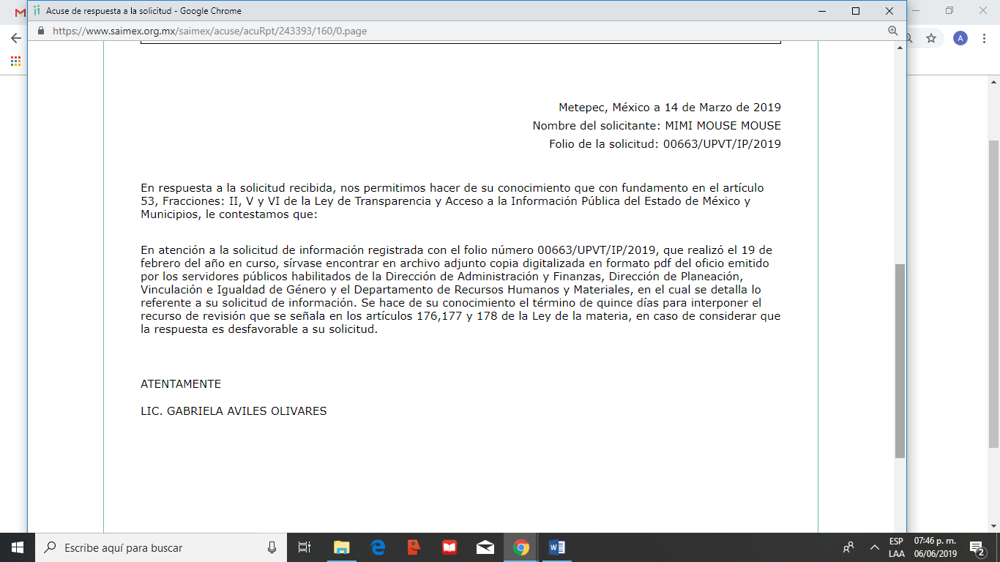 Acuse de respuesta a la solicitud - Google Chrome
https://www.saimex.org.mx/saimex/acuse/acuRpt/243393/160/0.page
A
Metepec, México a 14 de Marzo de 2019
Nombre del solicitante: MIMI MOUSE MOUSE
Folio de la solicitud: 00663/UPVT/IP/2019
En respuesta a la solicitud recibida, nos permitimos hacer de su conocimiento que con fundamento en el artículo
53, Fracciones: II, V y VI de la Ley de Transparencia y Acceso a la Información Pública del Estado de México y
Municipios, le contestamos que:
En atención a la solicitud de información registrada con el folio número 00663/UPVT/IP/2019, que realizó el 19 de
febrero del año en curso, sírvase encontrar en archivo adjunto copia digitalizada en formato pdf del oficio emitido
por los servidores públicos habilitados de la Dirección de Administración y Finanzas, Dirección de Planeación,
Vinculación e Igualdad de Género y el Departamento de Recursos Humanos y Materiales, en el cual se detalla lo
referente a su solicitud de información. Se hace de su conocimiento el término de quince días para interponer el
recurso de revisión que se señala en los artículos 176,177 y 178 de la Ley de la materia, en caso de considerar que
la respuesta es desfavorable a su solicitud.
ATENTAMENTE
LIC. GABRIELA AVILES OLIVARES
Escribe aquí para buscar
ESP
LAA
07:46 p. m.
06/06/2019
2